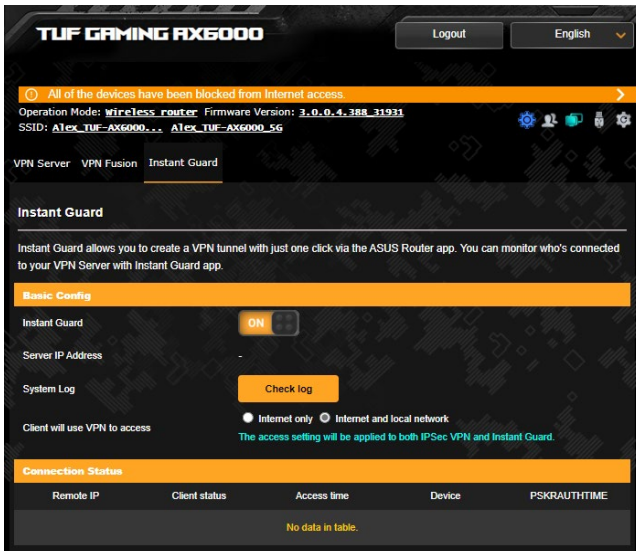 TUF GAMING AX6000
Logout
English
All of the devices have been blocked from Internet access.
Operation Mode: Wireless router Firmware Version: 3.0.0.4.388_31931
SSID: Alex_TUF-AX6000... Alex_TUF-AX6000_5G
VPN Server VPN Fusion Instant Guard
Instant Guard
Instant Guard allows you to create a VPN tunnel with just one click via the ASUS Router app. You can monitor who's connected
to your VPN Server with Instant Guard app.
Basic Config
Instant Guard ON
Server IP Address -
System Log Check log
Client will use VPN to access Internet only Internet and local network
The access setting will be applied to both IPSec VPN and Instant Guard.
Connection Status
Remote IP Client status Access time Device PSKRAUTHTIME
No data in table.